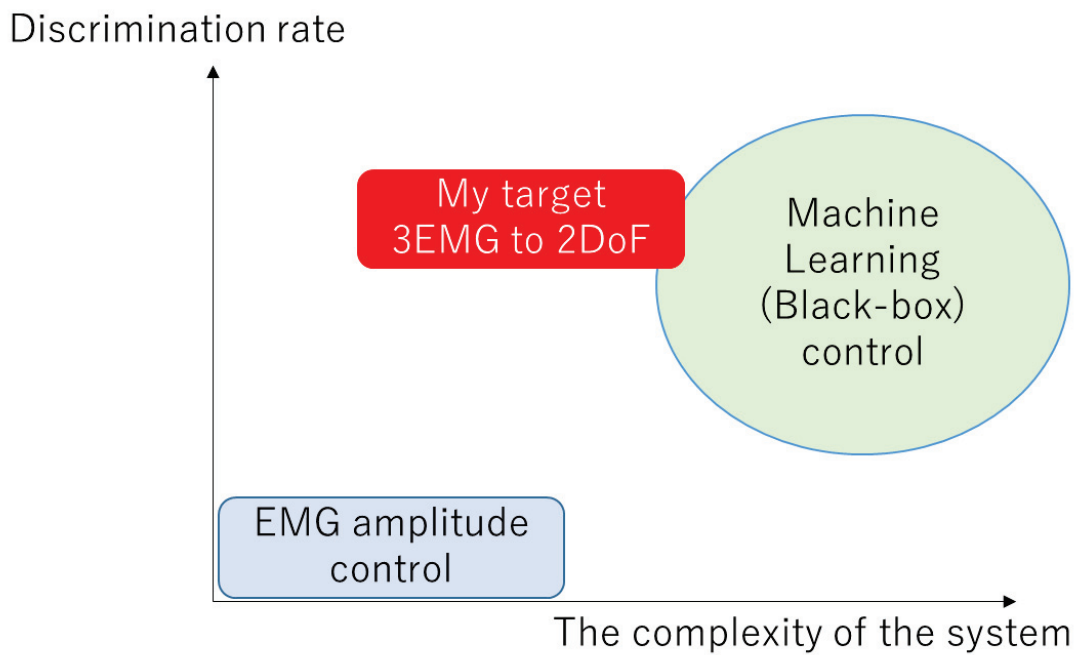 Discrimination rate
My target
3EMG to 2DoF
Machine
Learning
(Black-box)
control
EMG amplitude
control
The complexity of the system